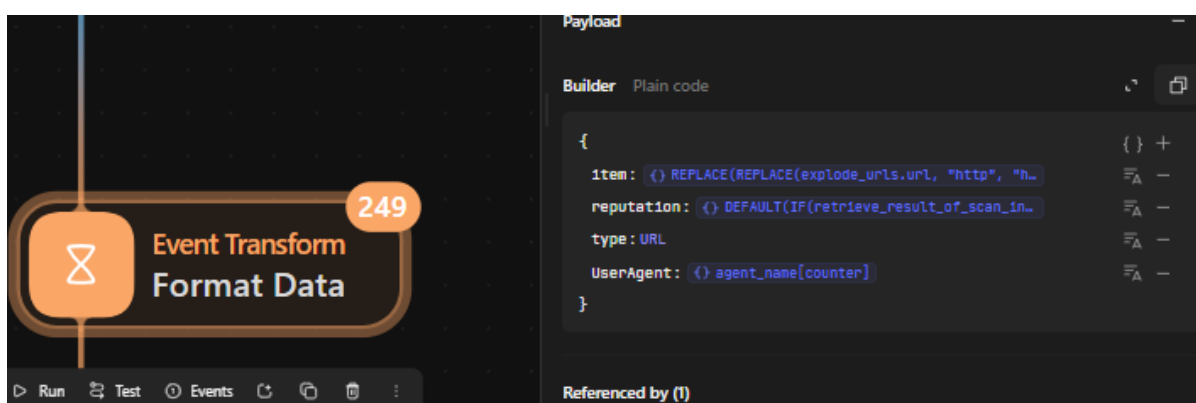 Payload
Builder Plain code
{
item: {} REPLACE(REPLACE(explode_urls.url, "http", "h…
reputation: {} DEFAULT(IF(retrieve_result_of_scan_in…
type: URL
UserAgent: {} agent_name[counter]
}
249
Event Transform
Format Data
Run Test Events
Referenced by (1)